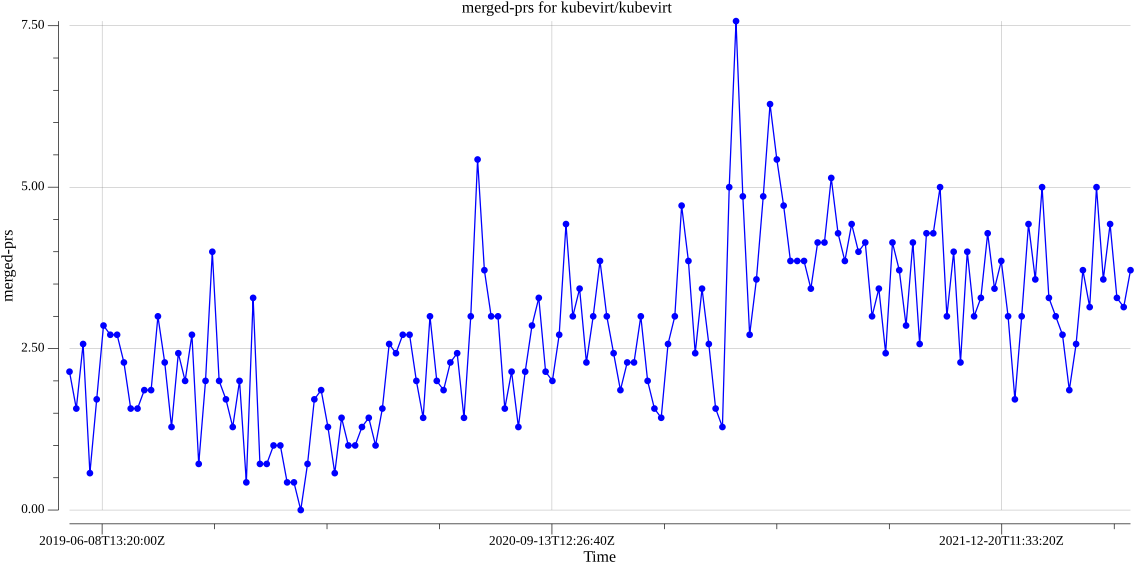 merged-prs for kubevirt/kubevirt
7.50
5.00
2.50
0.00
merged-prs
2019-06-08T13:20:00Z
2020-09-13T12:26:40Z
2021-12-20T11:33:20Z
Time